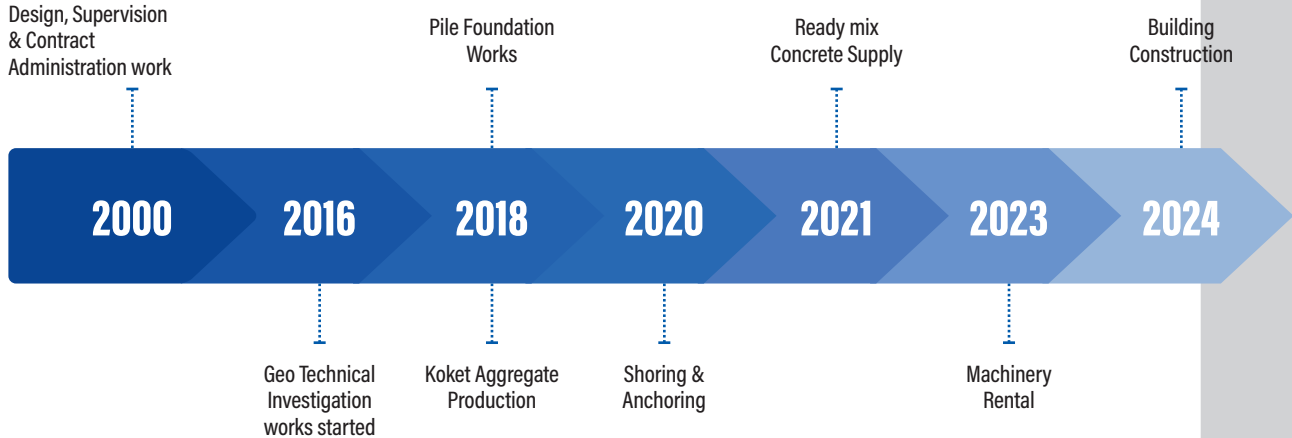 Design, Supervision
& Contract
Administration work
Pile Foundation
Works
Ready mix
Concrete Supply
Building
Construction
2000
2016
2018
2020
2021
2023
2024
Geo Technical
Investigation
works started
Koket Aggregate
Production
Shoring &
Anchoring
Machinery
Rental